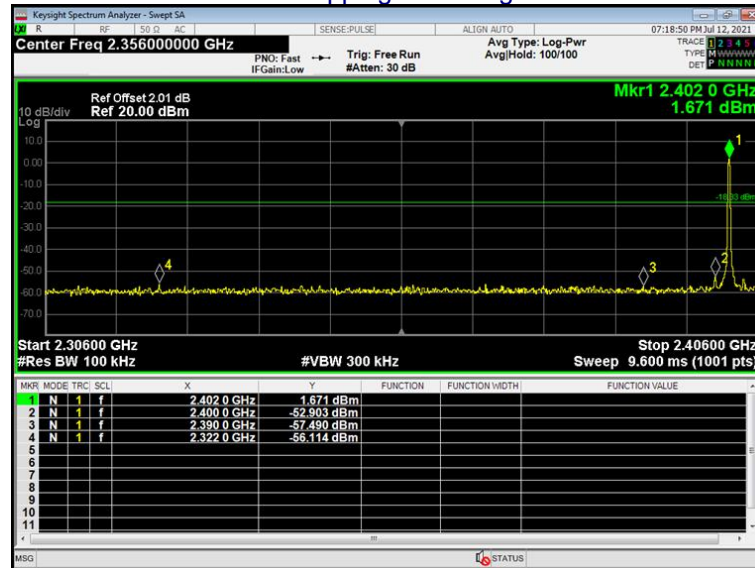 Keysight Spectrum Analyzer - Swept SA
R RF 50 Ω AC SENSE:PULSE ALIGN AUTO 07:18:50 PM Jul 12, 2021
Center Freq 2.356000000 GHz
PNO: Fast
IFGain:Low
Trig: Free Run
#Atten: 30 dB
Avg Type: Log-Pwr
Avg|Hold: 100/100
TRACE 1 2 3 4 5
TYPE M W W W W W
DET P N N N N
Ref Offset 2.01 dB
10 dB/div Ref 20.00 dBm
Log
Mkr1 2.402 0 GHz
1.671 dBm
10.0
0.00
-10.0
-20.0
-30.0
-40.0
-50.0
-60.0
-70.0
1
-18.33 dBm
4
3
2
Start 2.30600 GHz Stop 2.40600 GHz
#Res BW 100 kHz #VBW 300 kHz Sweep 9.600 ms (1001 pts)
MKR MODE TRC SCL X Y FUNCTION FUNCTION WIDTH FUNCTION VALUE
1 N 1 f 2.402 0 GHz 1.671 dBm
2 N 1 f 2.400 0 GHz -52.903 dBm
3 N 1 f 2.390 0 GHz -57.490 dBm
4 N 1 f 2.322 0 GHz -56.114 dBm
5
6
7
8
9
10
11
MSG STATUS